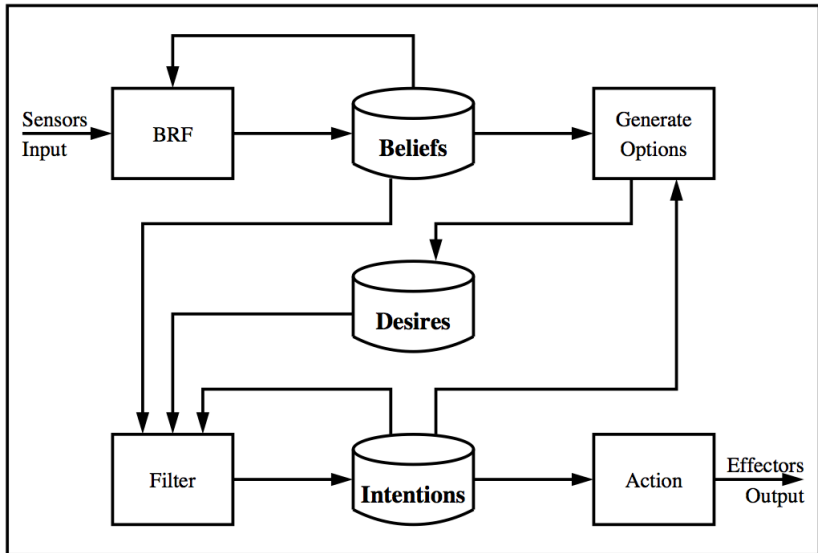 Sensors
Input
BRF
Beliefs
Generate
Options
Desires
Filter
Intentions
Action
Effectors
Output